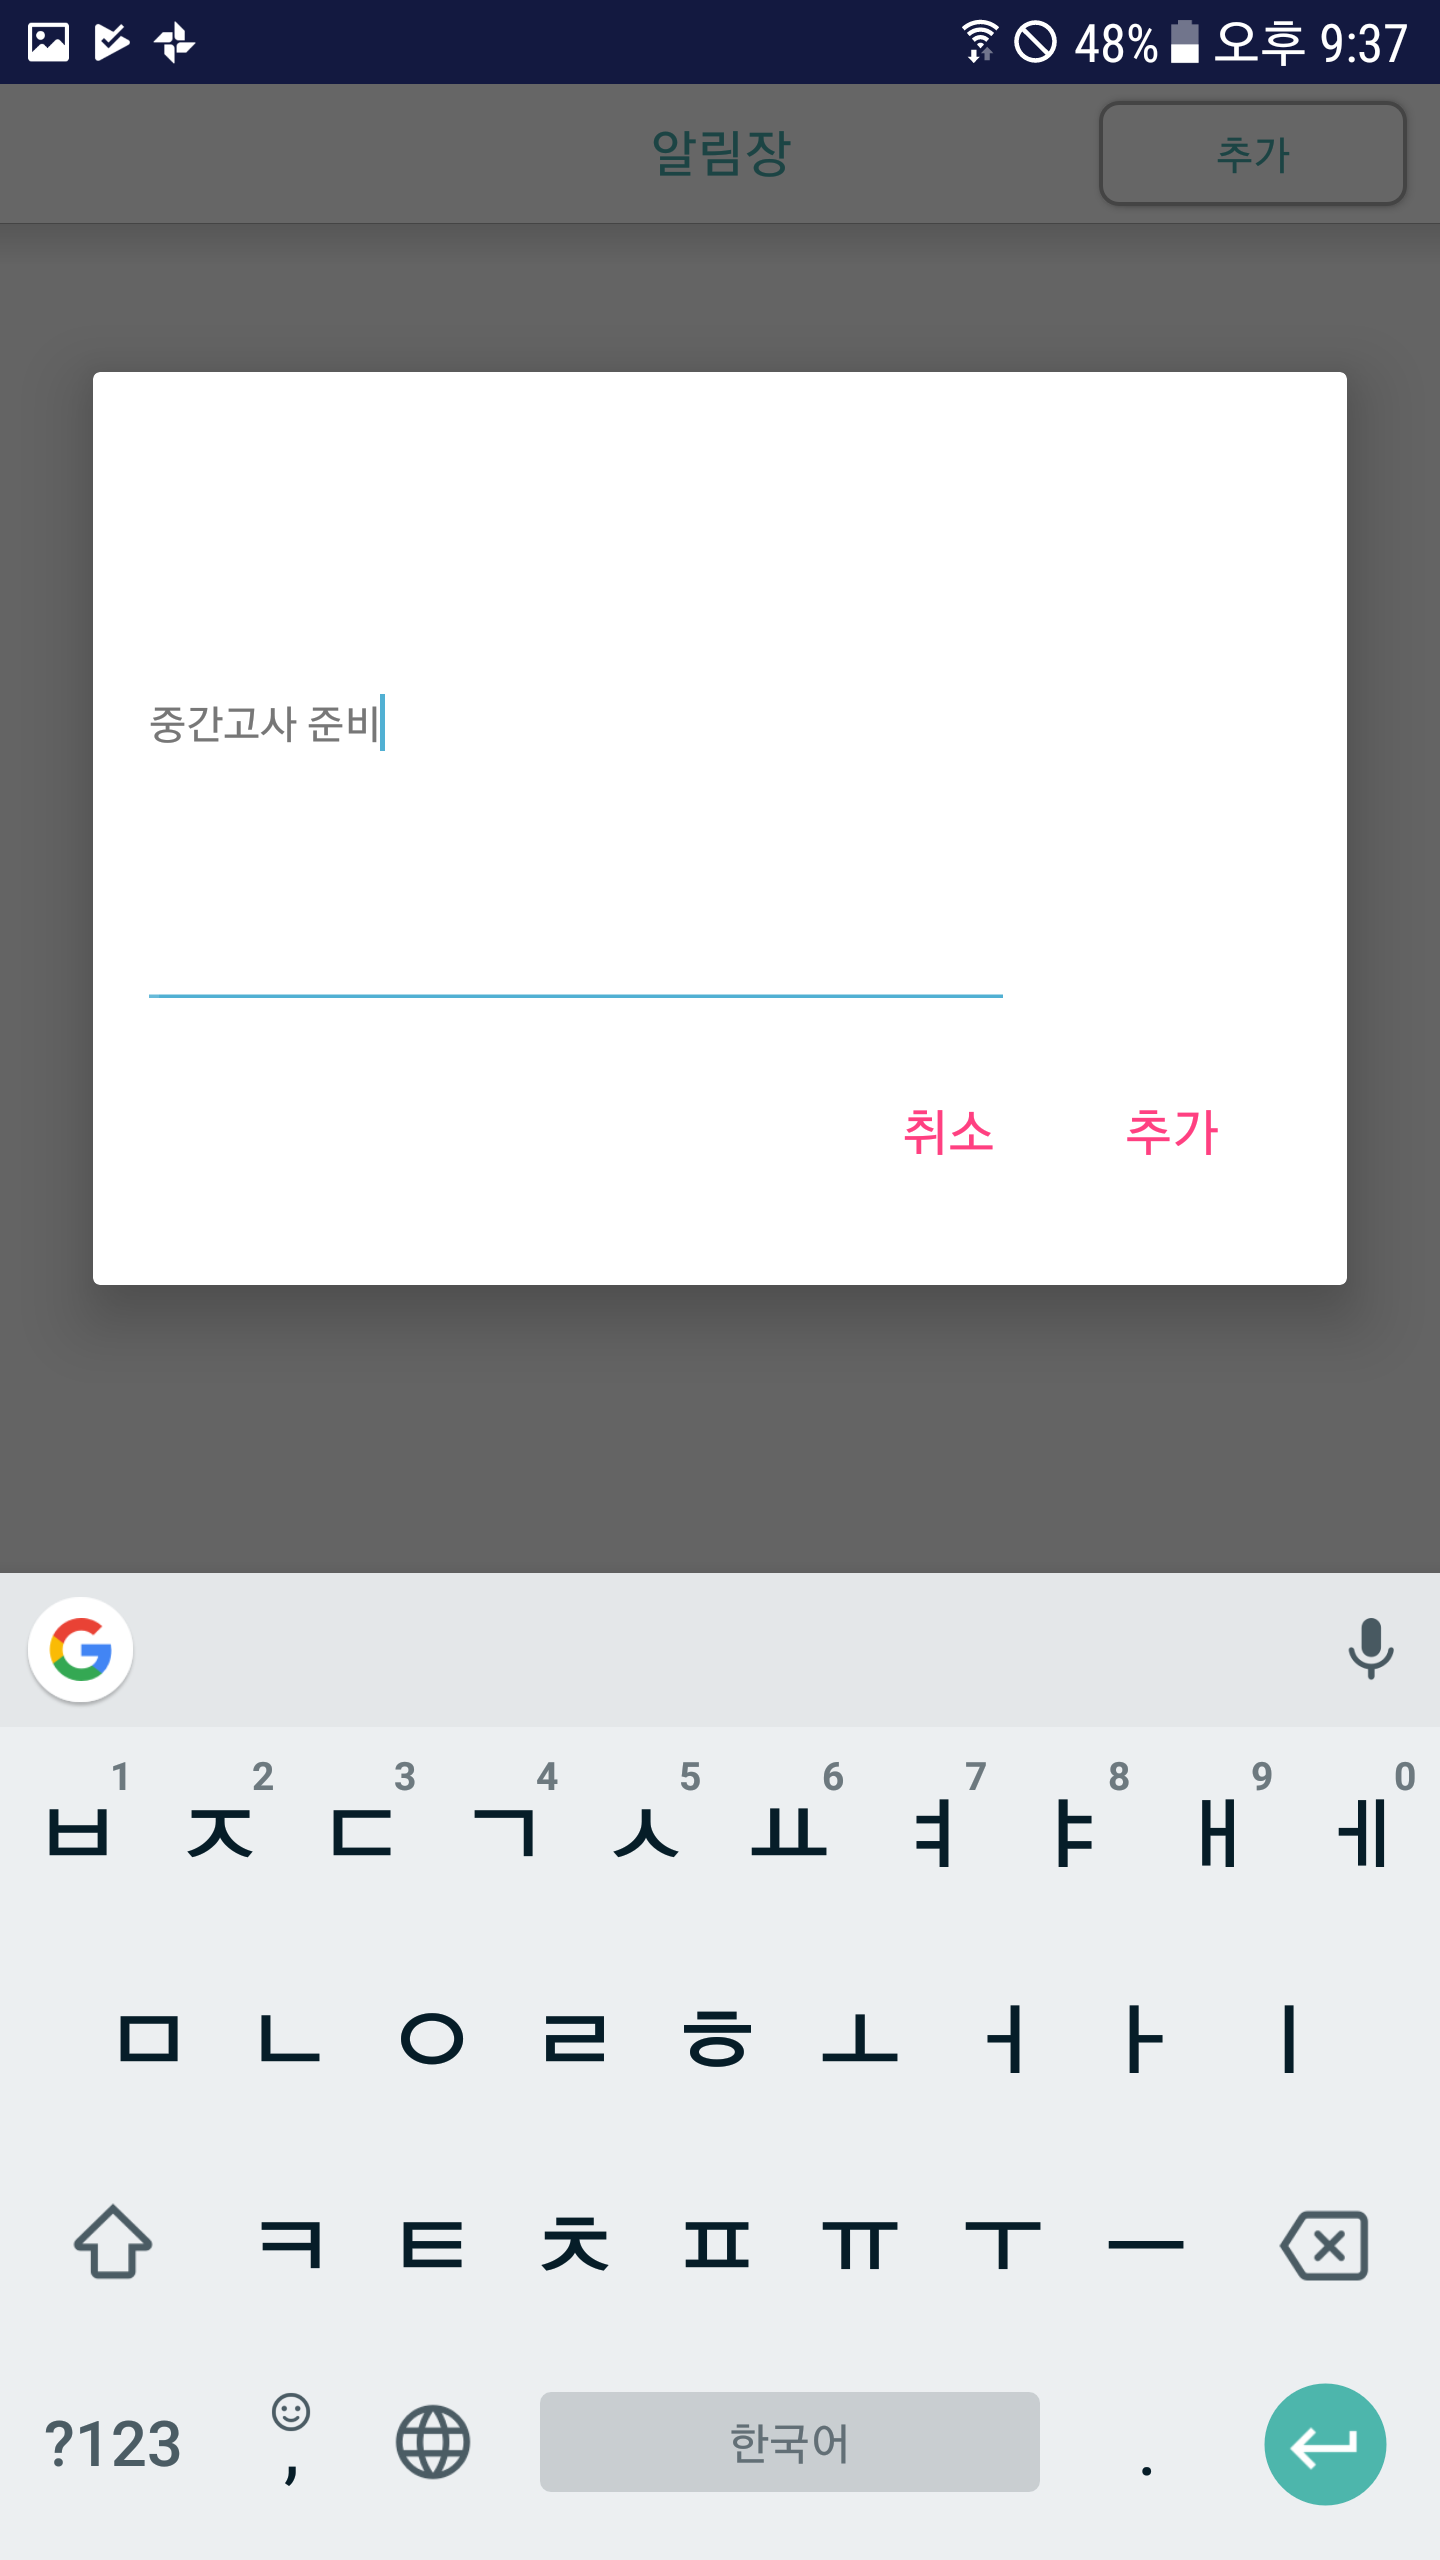 48% 오후 9:37
알림장 추가
중간고사 준비
취소 추가
1 2 3 4 5 6 7 8 9 0
ㅂ ㅈ ㄷ ㄱ ㅅ ㅛ ㅕ ㅑ ㅐ ㅔ
ㅁ ㄴ ㅇ ㄹ ㅎ ㅗ ㅓ ㅏ ㅣ
ㅋ ㅌ ㅊ ㅍ ㅠ ㅜ ㅡ
?123 , 한국어 .